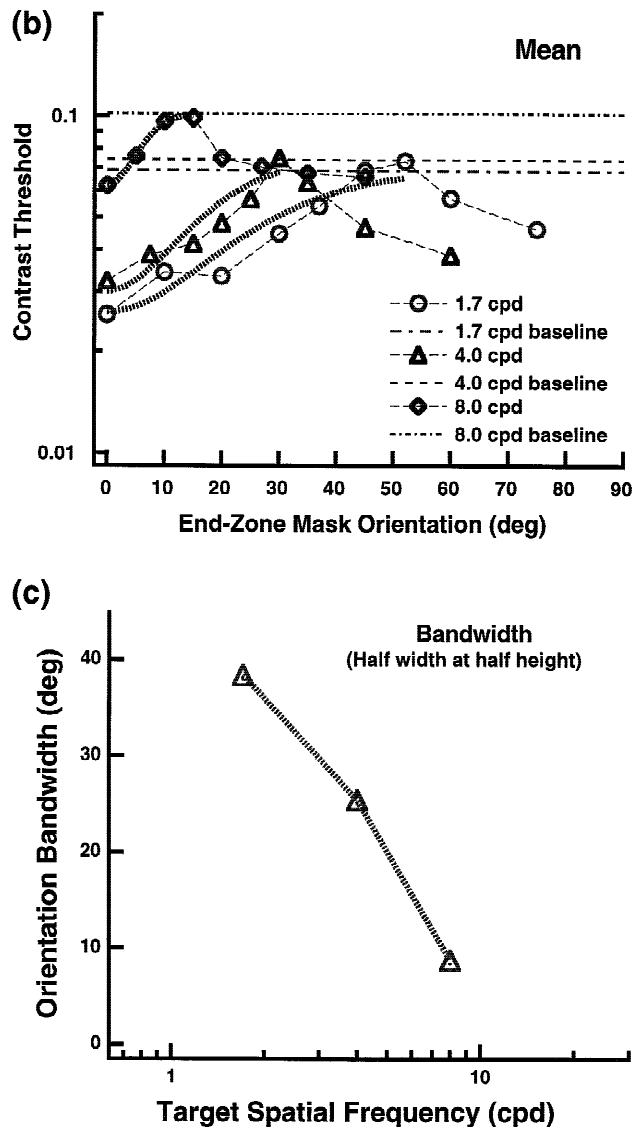 (b)
Mean
Contrast Threshold
0.1
0.01
1.7 cpd
1.7 cpd baseline
4.0 cpd
4.0 cpd baseline
8.0 cpd
8.0 cpd baseline
0 10 20 30 40 50 60 70 80 90
End-Zone Mask Orientation (deg)
(c)
Bandwidth
(Half width at half height)
Orientation Bandwidth (deg)
40
30
20
10
0
1 10
Target Spatial Frequency (cpd)